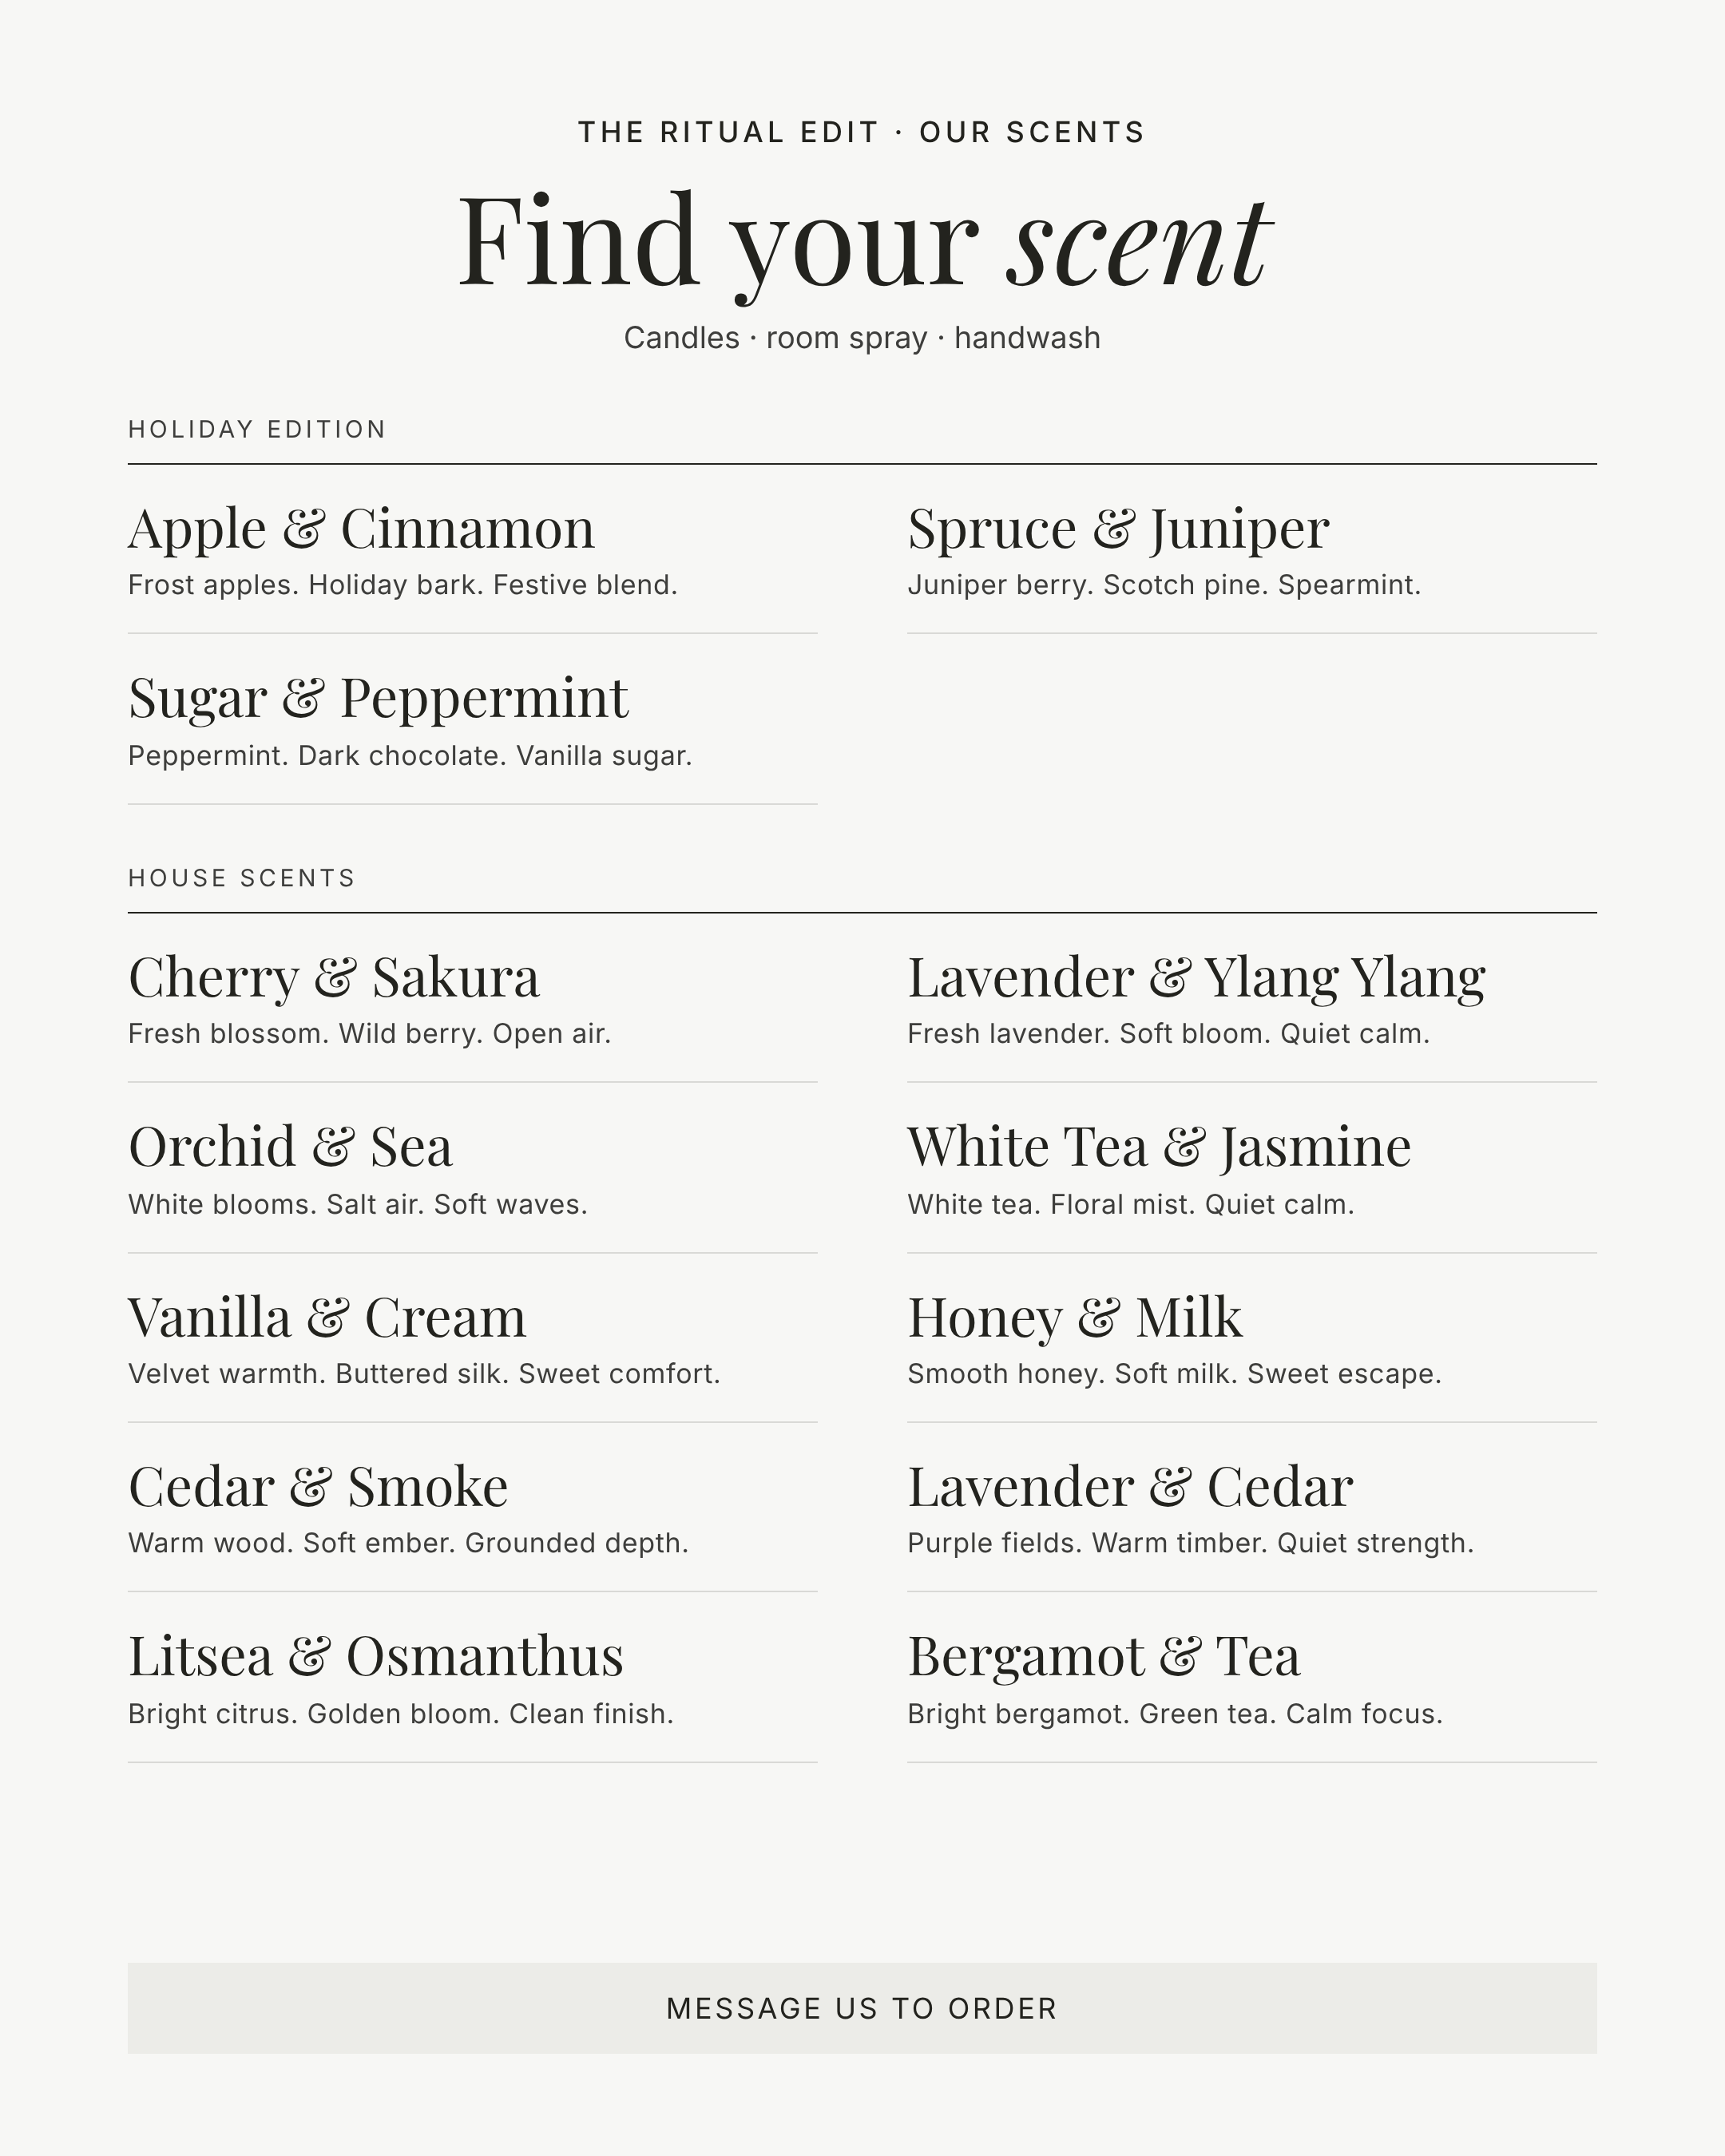 THE RITUAL EDIT · OUR SCENTS
Find your scent
Candles · room spray · handwash
HOLIDAY EDITION
Apple & Cinnamon
Frost apples. Holiday bark. Festive blend.
Spruce & Juniper
Juniper berry. Scotch pine. Spearmint.
Sugar & Peppermint
Peppermint. Dark chocolate. Vanilla sugar.
HOUSE SCENTS
Cherry & Sakura
Fresh blossom. Wild berry. Open air.
Lavender & Ylang Ylang
Fresh lavender. Soft bloom. Quiet calm.
Orchid & Sea
White blooms. Salt air. Soft waves.
White Tea & Jasmine
White tea. Floral mist. Quiet calm.
Vanilla & Cream
Velvet warmth. Buttered silk. Sweet comfort.
Honey & Milk
Smooth honey. Soft milk. Sweet escape.
Cedar & Smoke
Warm wood. Soft ember. Grounded depth.
Lavender & Cedar
Purple fields. Warm timber. Quiet strength.
Litsea & Osmanthus
Bright citrus. Golden bloom. Clean finish.
Bergamot & Tea
Bright bergamot. Green tea. Calm focus.
MESSAGE US TO ORDER